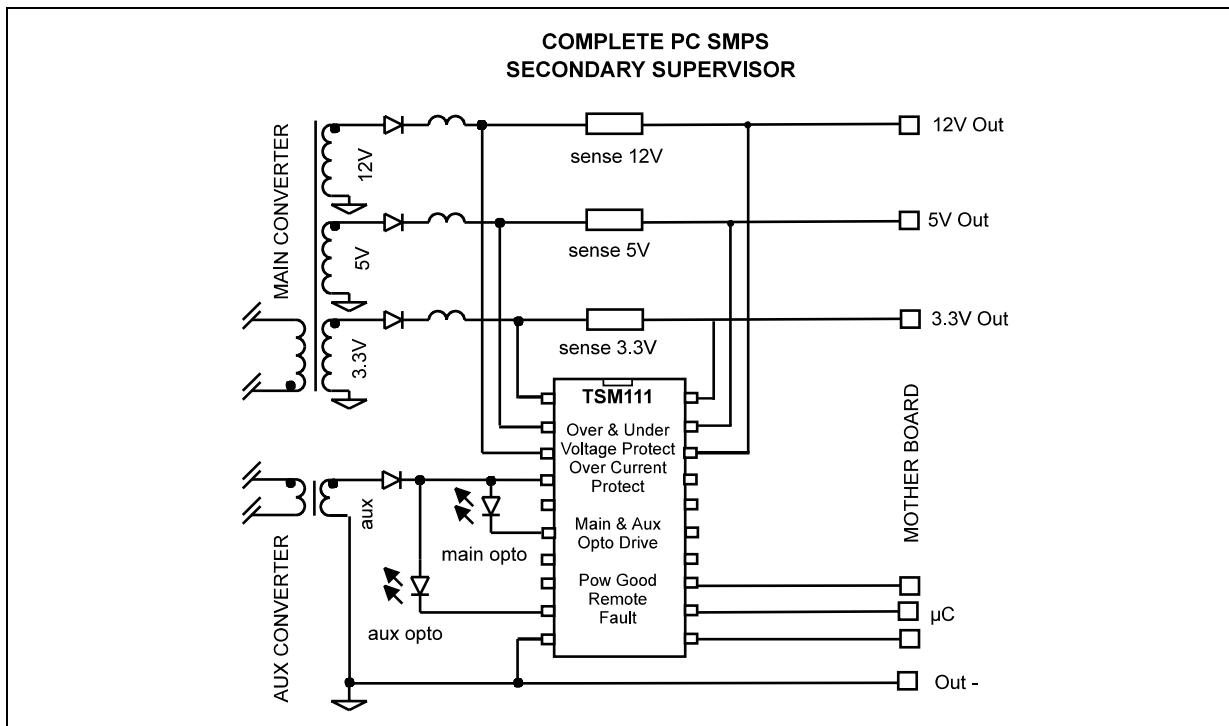 COMPLETE PC SMPS
SECONDARY SUPERVISOR
MAIN CONVERTER
12V
sense 12V
12V Out
5V
sense 5V
5V Out
3.3V
sense 3.3V
3.3V Out
TSM111
Over & Under
Voltage Protect
Over Current
Protect
Main & Aux
Opto Drive
Pow Good
Remote
Fault
MOTHER BOARD
AUX CONVERTER
aux
main opto
aux opto
µC
Out -